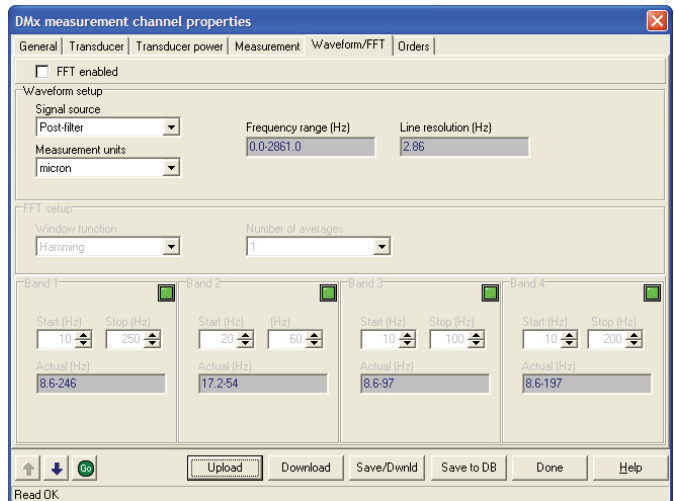 DMx measurement channel properties
General Transducer Transducer power Measurement Waveform/FFT Orders
FFT enabled
Waveform setup
Signal source
Post-filter
Frequency range (Hz) Line resolution (Hz)
0.0-2861.0 2.86
Measurement units
micron
FFT setup
Window function Number of averages
Hamming 1
Band 1 Band 2 Band 3 Band 4
Start (Hz) Stop (Hz) Start (Hz) (Hz) Start (Hz) Stop (Hz) Start (Hz) Stop (Hz)
10 250 20 60 10 100 10 200
Actual (Hz) Actual (Hz) Actual (Hz) Actual (Hz)
8.6-246 17.2-54 8.6-97 8.6-197
Go Upload Download Save/Dwnld Save to DB Done Help
Read OK